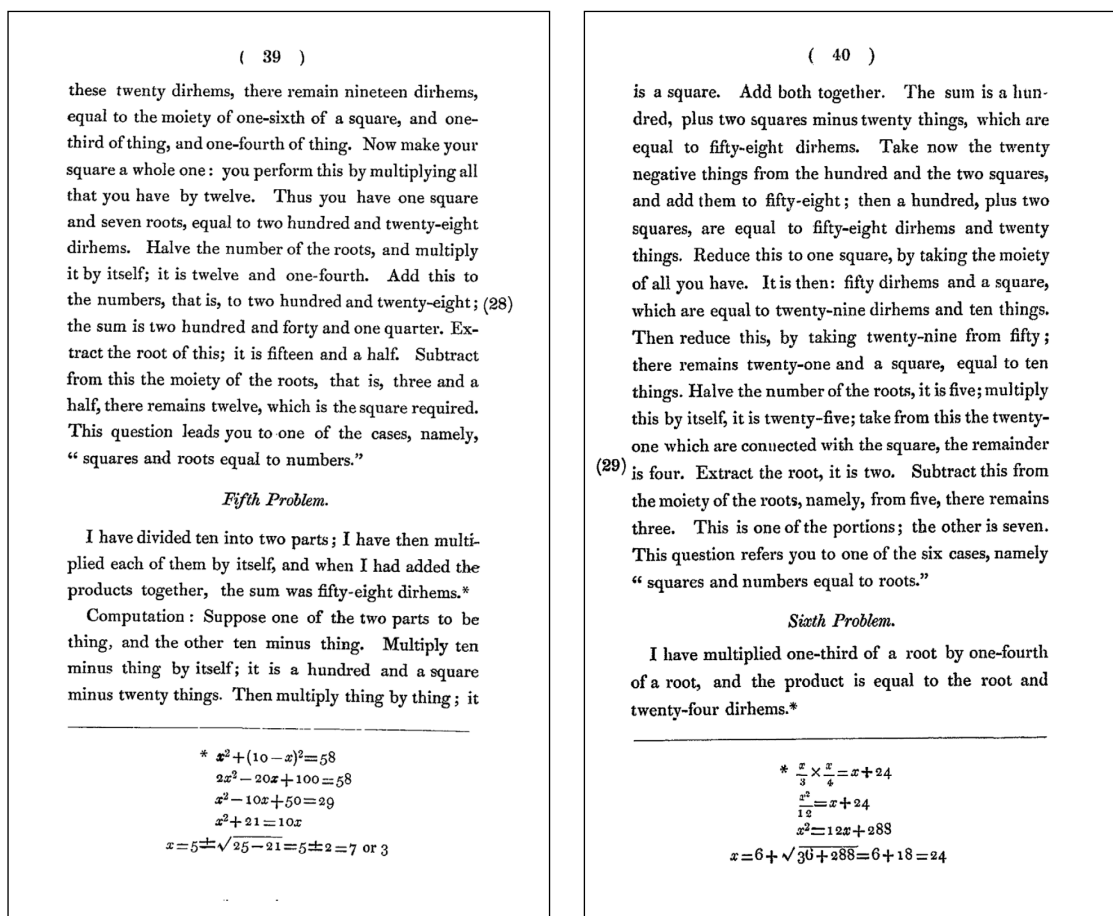 ( 39 )
these twenty dirhems, there remain nineteen dirhems,
equal to the moiety of one-sixth of a square, and one-
third of thing, and one-fourth of thing. Now make your
square a whole one: you perform this by multiplying all
that you have by twelve. Thus you have one square
and seven roots, equal to two hundred and twenty-eight
dirhems. Halve the number of the roots, and multiply
it by itself; it is twelve and one-fourth. Add this to
the numbers, that is, to two hundred and twenty-eight; (28)
the sum is two hundred and forty and one quarter. Ex-
tract the root of this; it is fifteen and a half. Subtract
from this the moiety of the roots, that is, three and a
half, there remains twelve, which is the square required.
This question leads you to one of the cases, namely,
“ squares and roots equal to numbers.”
Fifth Problem.
I have divided ten into two parts; I have then multi-
plied each of them by itself, and when I had added the
products together, the sum was fifty-eight dirhems.*
Computation : Suppose one of the two parts to be
thing, and the other ten minus thing. Multiply ten
minus thing by itself; it is a hundred and a square
minus twenty things. Then multiply thing by thing; it
* x²+(10−x)²=58
2x²−20x+100=58
x²−10x+50=29
x²+21=10x
x=5±√25−21=5±2=7 or 3
( 40 )
is a square. Add both together. The sum is a hun-
dred, plus two squares minus twenty things, which are
equal to fifty-eight dirhems. Take now the twenty
negative things from the hundred and the two squares,
and add them to fifty-eight; then a hundred, plus two
squares, are equal to fifty-eight dirhems and twenty
things. Reduce this to one square, by taking the moiety
of all you have. It is then: fifty dirhems and a square,
which are equal to twenty-nine dirhems and ten things.
Then reduce this, by taking twenty-nine from fifty;
there remains twenty-one and a square, equal to ten
things. Halve the number of the roots, it is five; multiply
this by itself, it is twenty-five; take from this the twenty-
one which are connected with the square, the remainder
(29) is four. Extract the root, it is two. Subtract this from
the moiety of the roots, namely, from five, there remains
three. This is one of the portions; the other is seven.
This question refers you to one of the six cases, namely
“ squares and numbers equal to roots.”
Sixth Problem.
I have multiplied one-third of a root by one-fourth
of a root, and the product is equal to the root and
twenty-four dirhems.*
* x/3 × x/4 = x+24
x²/12 = x+24
x²=12x+288
x=6+√36+288=6+18=24